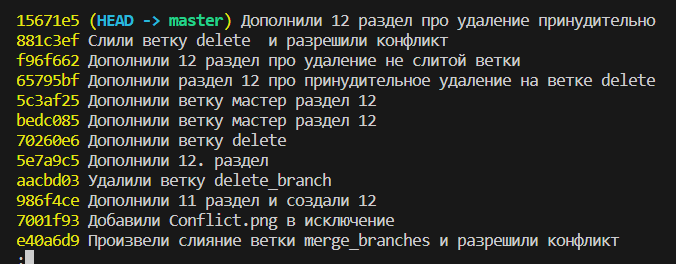 15671e5 (HEAD -> master) Дополнили 12 раздел про удаление принудительно
881c3ef Слили ветку delete  и разрешили конфликт
f96f662 Дополнили 12 раздел про удаление не слитой ветки
65795bf Дополнили раздел 12 про принудительное удаление на ветке delete
5c3af25 Дополнили ветку мастер раздел 12
bedc085 Дополнили ветку мастер раздел 12
70260e6 Дополнили ветку delete
5e7a9c5 Дополнили 12. раздел
aacbd03 Удалили ветку delete_branch
986f4ce Дополнили 11 раздел и создали 12
7001f93 Добавили Conflict.png в исключение
e40a6d9 Произвели слияние ветки merge_branches и разрешили конфликт
: